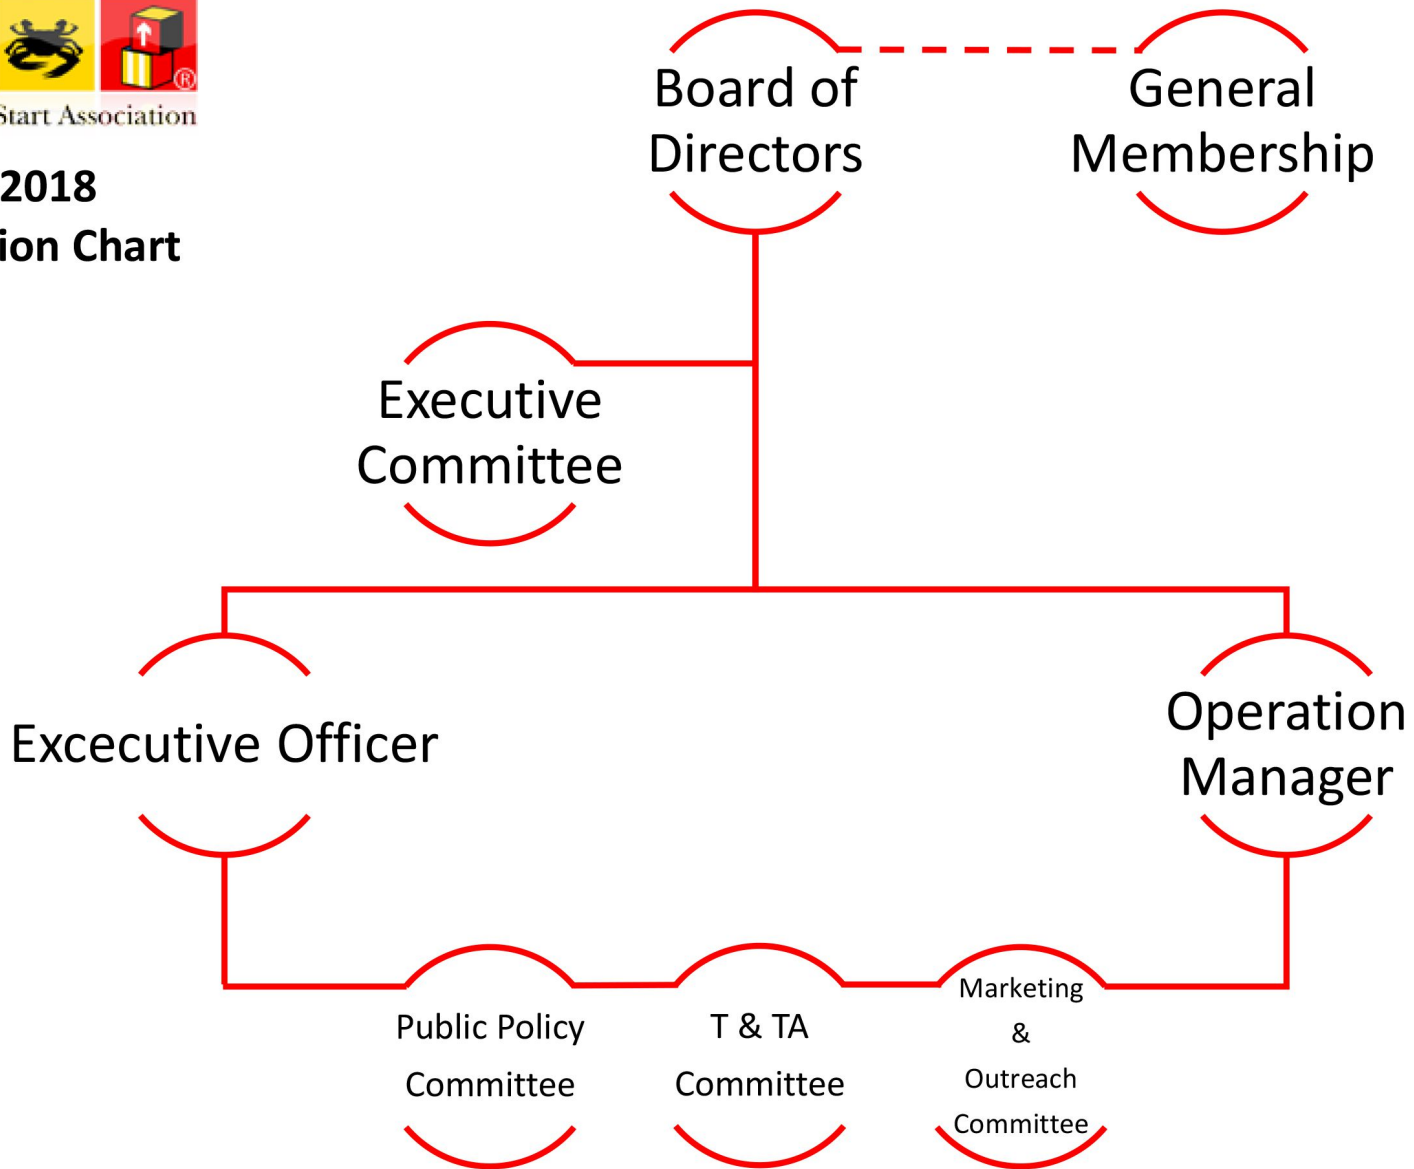 Start Association
2018
ion Chart
Board of
Directors
General
Membership
Executive
Committee
Excecutive Officer
Operation
Manager
Public Policy
Committee
T & TA
Committee
Marketing
&
Outreach
Committee
®